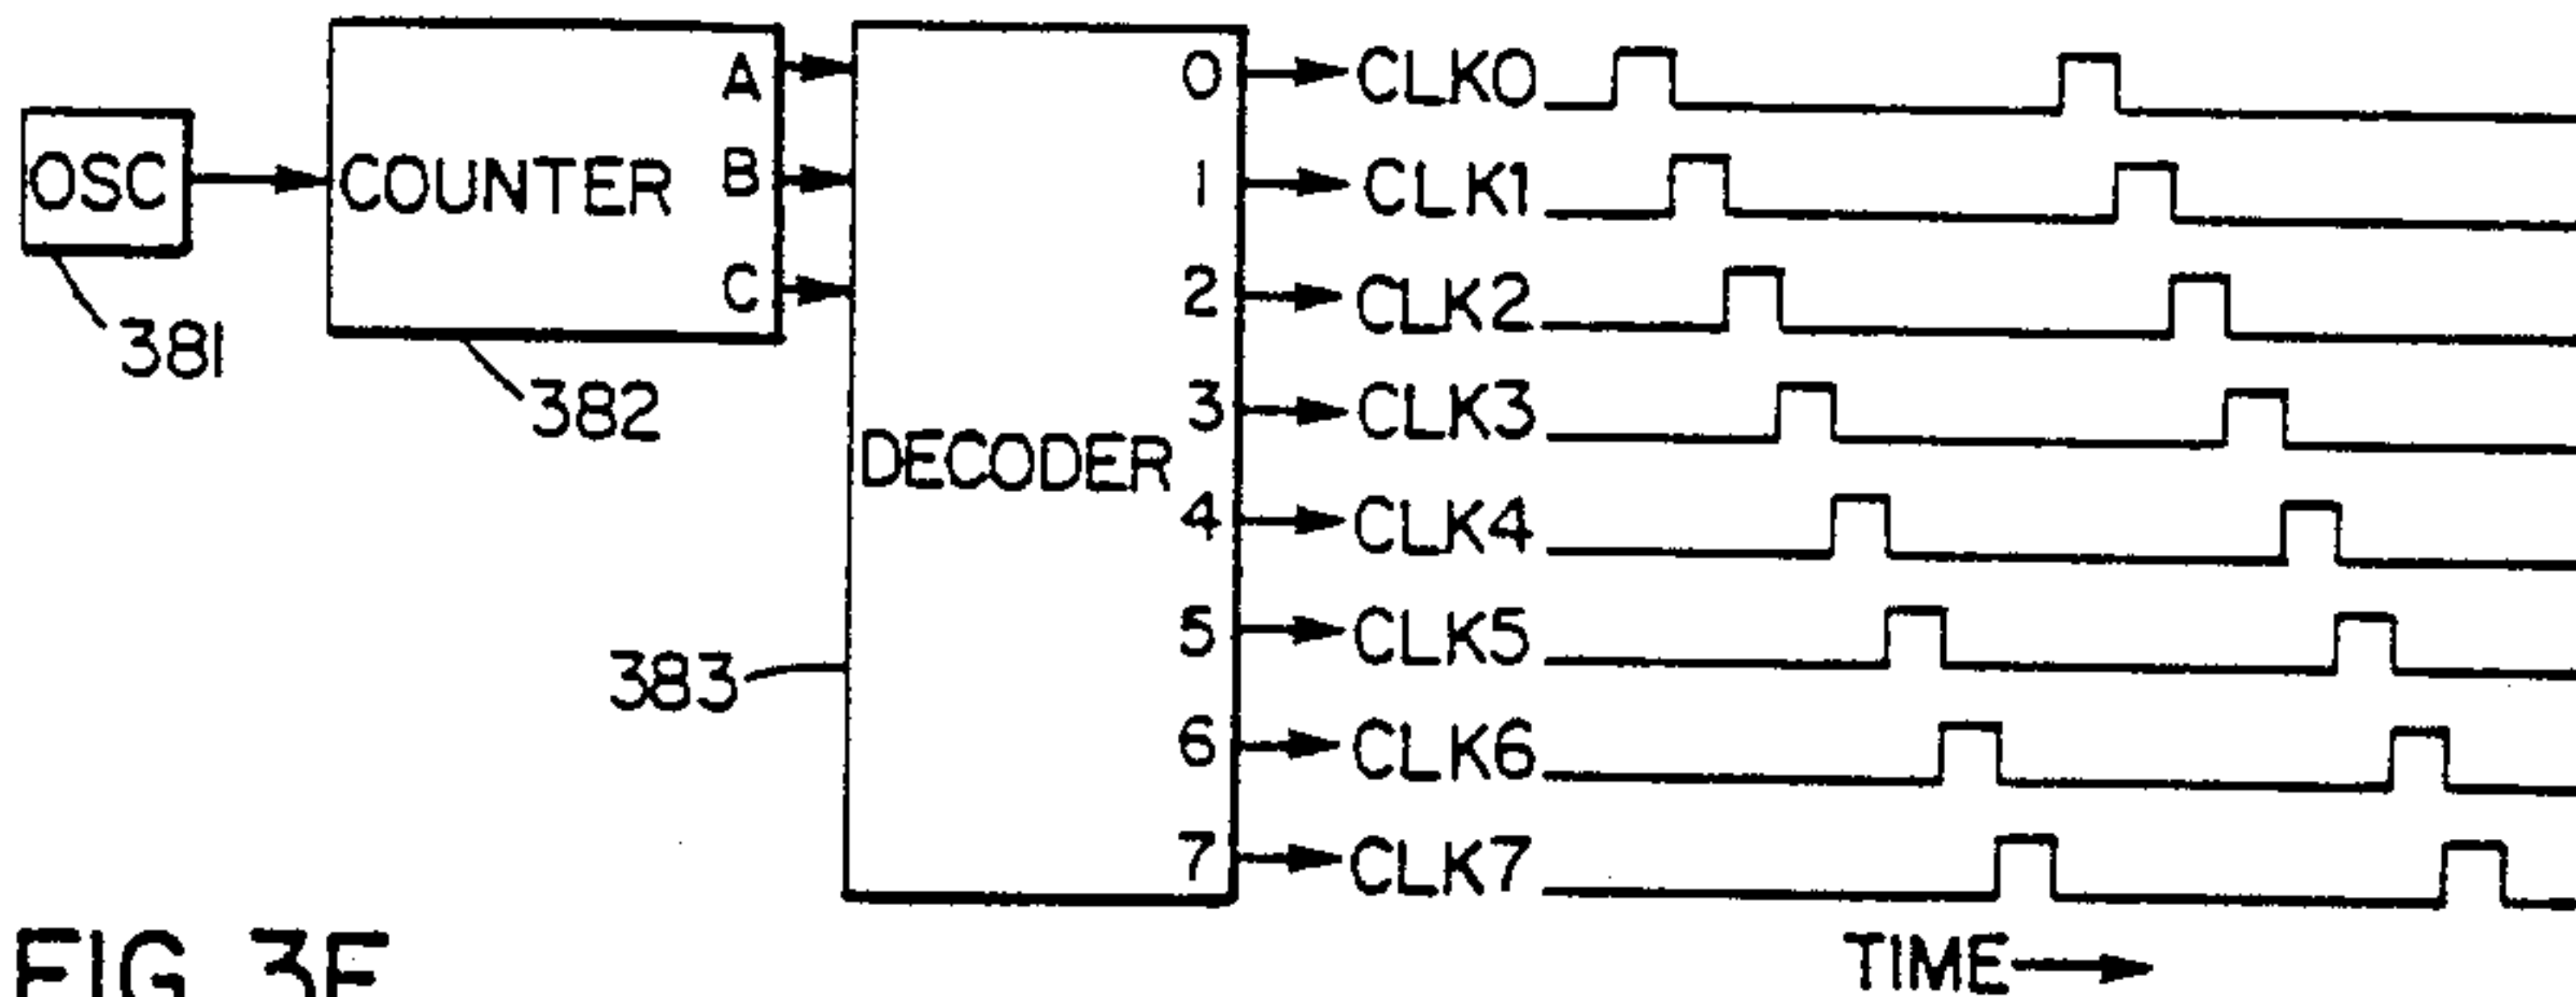 OSC
381
COUNTER
A
B
C
382
DECODER
383
0
1
2
3
4
5
6
7
CLK0
CLK1
CLK2
CLK3
CLK4
CLK5
CLK6
CLK7
TIME
FIG. 3E